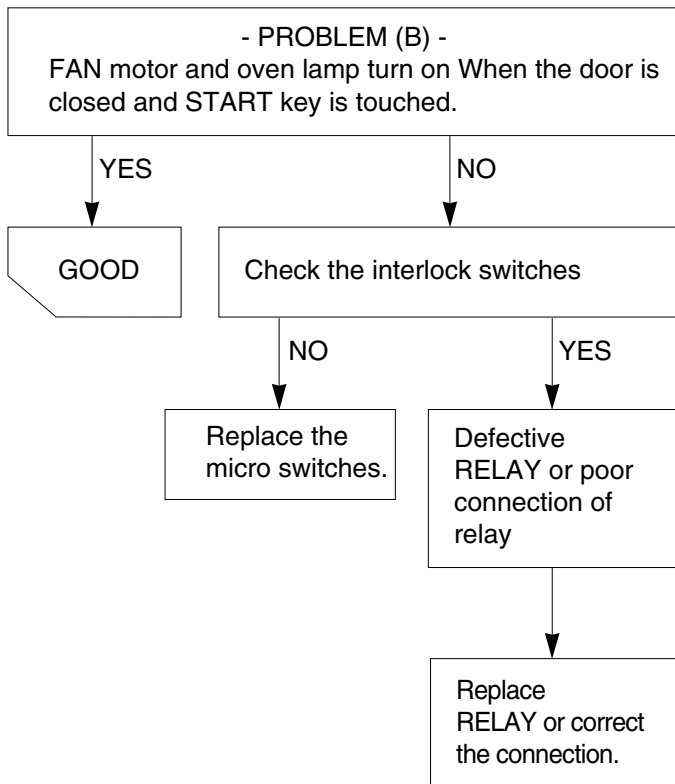 - PROBLEM (B) -
FAN motor and oven lamp turn on When the door is
closed and START key is touched.
YES
NO
GOOD
Check the interlock switches
NO
YES
Replace the
micro switches.
Defective
RELAY or poor
connection of
relay
Replace
RELAY or correct
the connection.